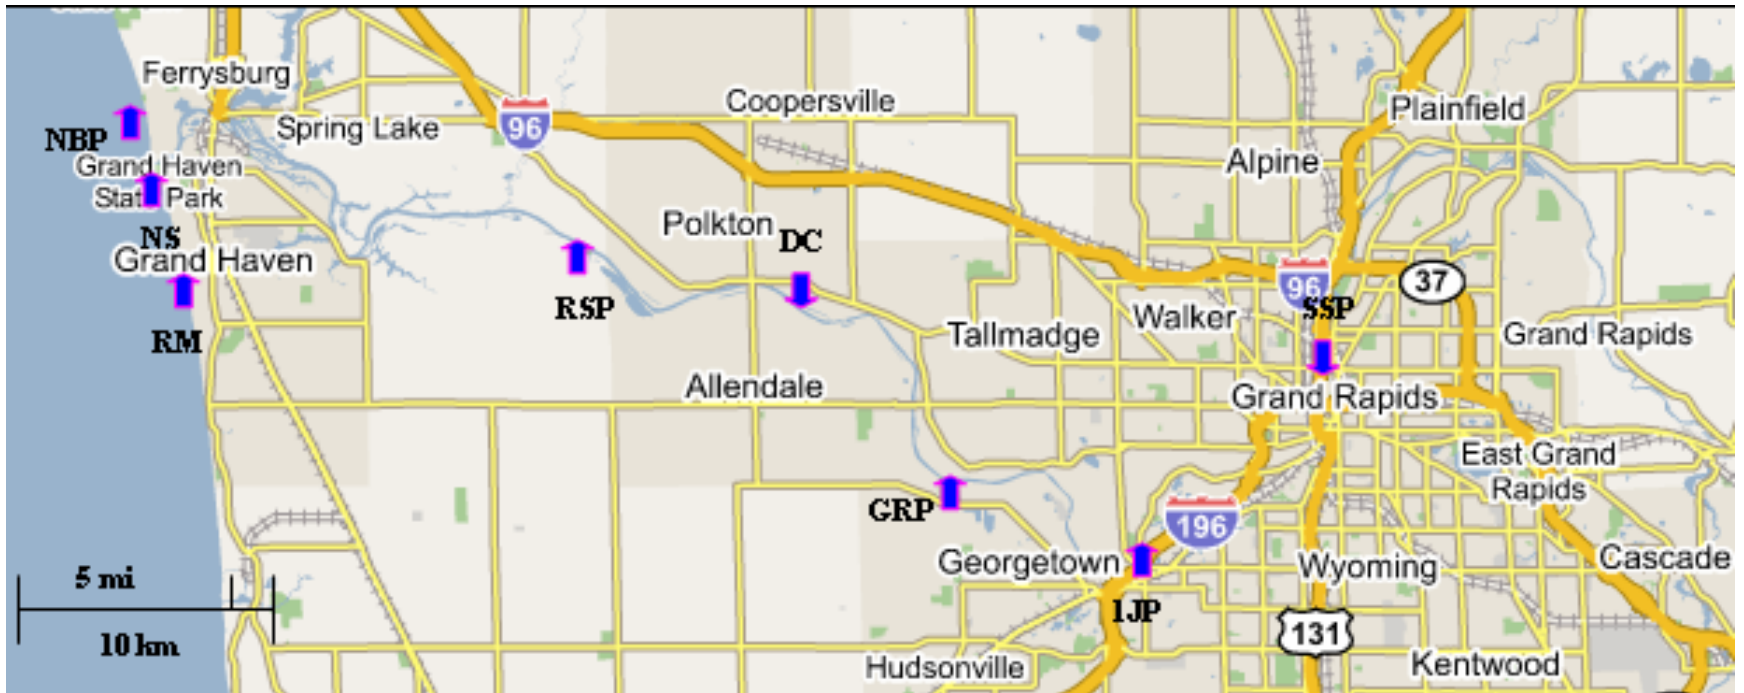 Ferrysburg
Coopersville
Plainfield
NBP
Spring Lake
96
Grand Haven
State Park
Alpine
NS
Grand Haven
Polkton
DC
RSP
RM
Tallmadge
Walker
96
SSP
37
Grand Rapids
Allendale
Grand Rapids
East Grand
Rapids
GRP
196
Georgetown
Wyoming
Cascade
5 mi
10 km
1JP
131
Hudsonville
Kentwood